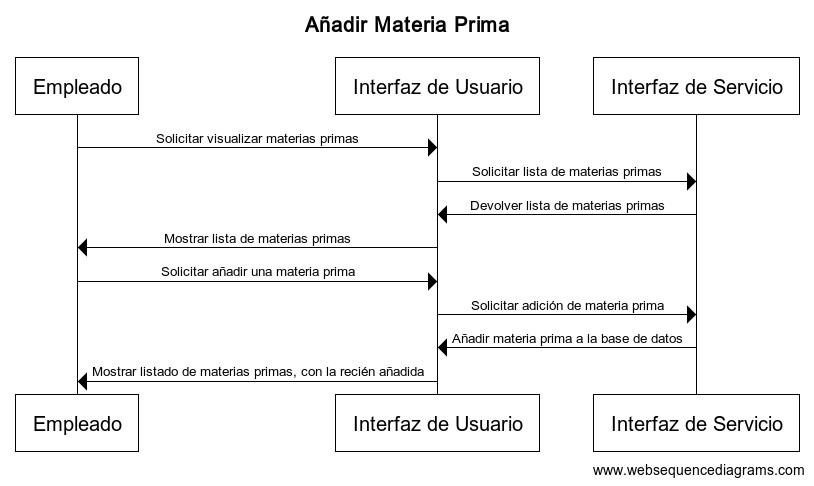 Añadir Materia Prima
Empleado
Interfaz de Usuario
Interfaz de Servicio
Solicitar visualizar materias primas
Solicitar lista de materias primas
Devolver lista de materias primas
Mostrar lista de materias primas
Solicitar añadir una materia prima
Solicitar adición de materia prima
Añadir materia prima a la base de datos
Mostrar listado de materias primas, con la recién añadida
Empleado
Interfaz de Usuario
Interfaz de Servicio
www.websequencediagrams.com